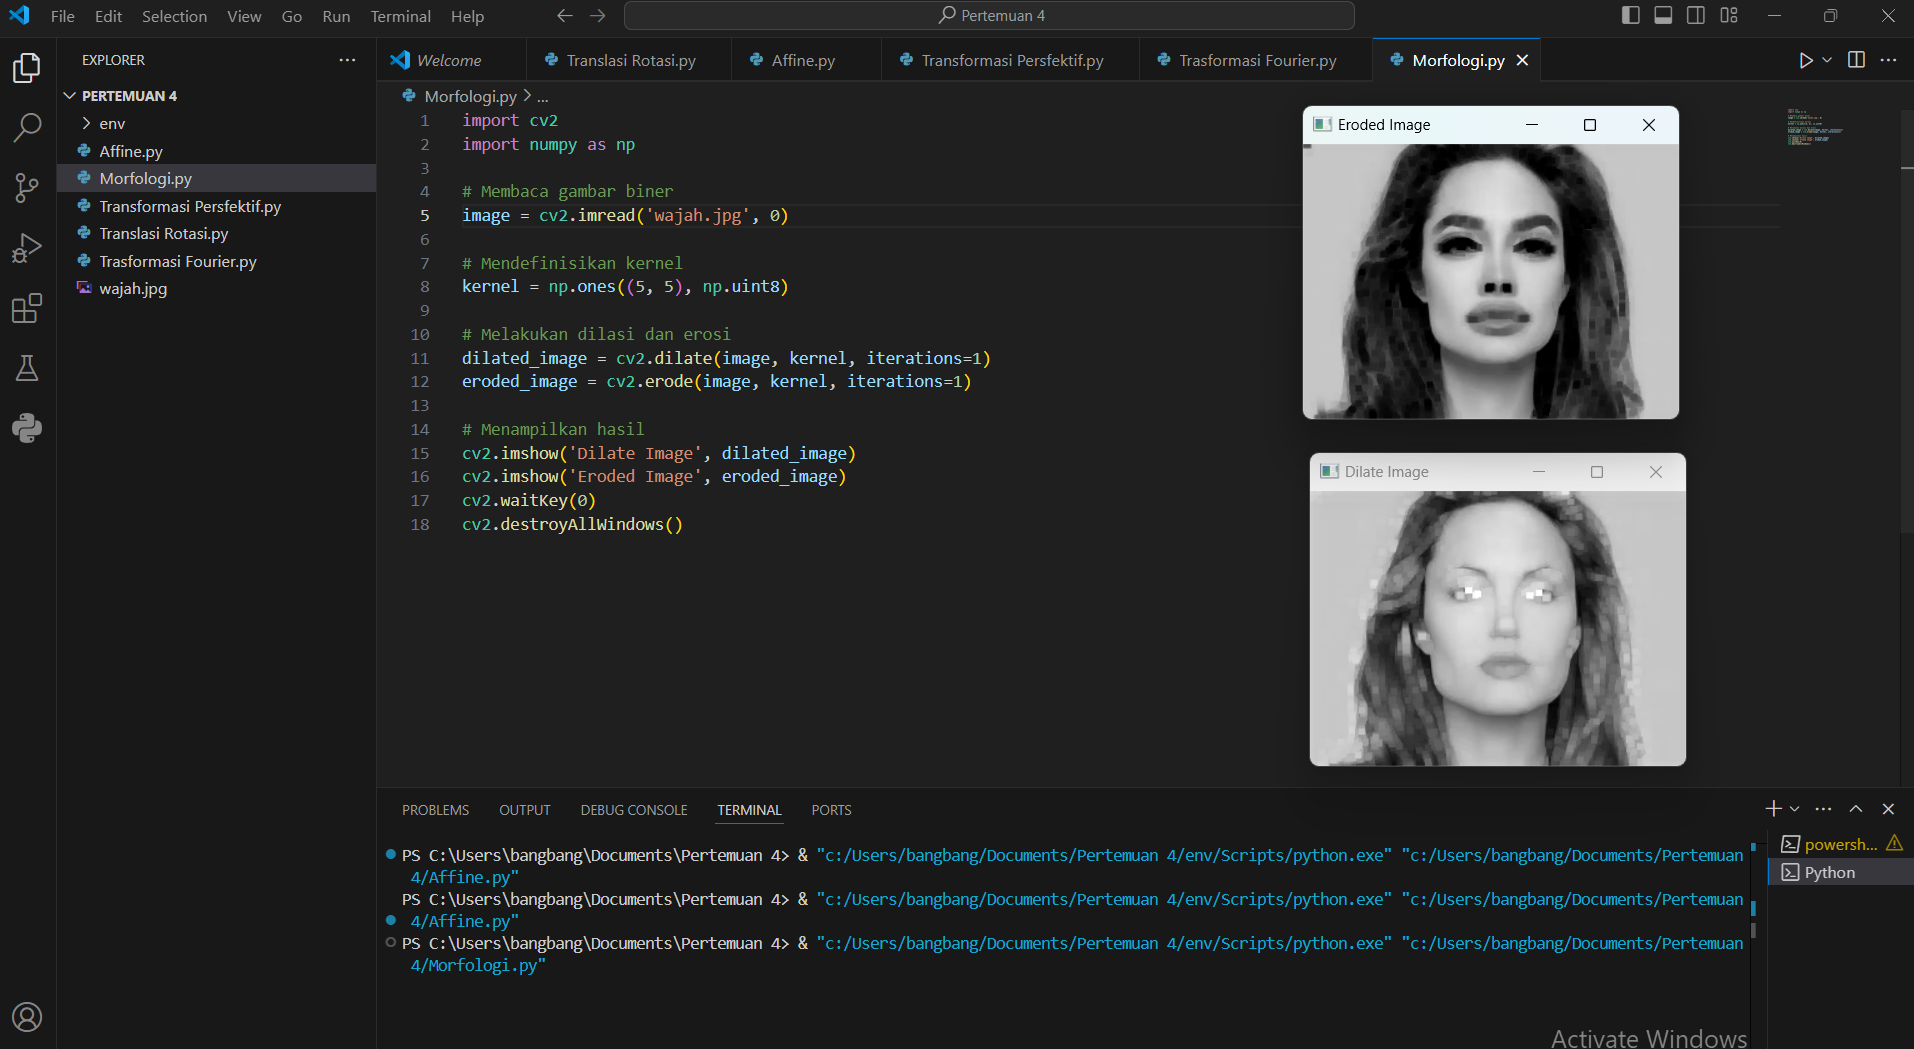 File Edit Selection View Go Run Terminal Help
Pertemuan 4
EXPLORER
PERTEMUAN 4
env
Affine.py
Morfologi.py
Transformasi Persfektif.py
Translasi Rotasi.py
Trasformasi Fourier.py
wajah.jpg
Welcome
Translasi Rotasi.py
Affine.py
Transformasi Persfektif.py
Trasformasi Fourier.py
Morfologi.py
Morfologi.py > ...
1 import cv2
2 import numpy as np
3
4 # Membaca gambar biner
5 image = cv2.imread('wajah.jpg', 0)
6
7 # Mendefinisikan kernel
8 kernel = np.ones((5, 5), np.uint8)
9
10 # Melakukan dilasi dan erosi
11 dilated_image = cv2.dilate(image, kernel, iterations=1)
12 eroded_image = cv2.erode(image, kernel, iterations=1)
13
14 # Menampilkan hasil
15 cv2.imshow('Dilate Image', dilated_image)
16 cv2.imshow('Eroded Image', eroded_image)
17 cv2.waitKey(0)
18 cv2.destroyAllWindows()
Eroded Image
Dilate Image
PROBLEMS OUTPUT DEBUG CONSOLE TERMINAL PORTS
PS C:\Users\bangbang\Documents\Pertemuan 4> & "c:/Users/bangbang/Documents/Pertemuan 4/env/Scripts/python.exe" "c:/Users/bangbang/Documents/Pertemuan
4/Affine.py"
PS C:\Users\bangbang\Documents\Pertemuan 4> & "c:/Users/bangbang/Documents/Pertemuan 4/env/Scripts/python.exe" "c:/Users/bangbang/Documents/Pertemuan
4/Affine.py"
PS C:\Users\bangbang\Documents\Pertemuan 4> & "c:/Users/bangbang/Documents/Pertemuan 4/env/Scripts/python.exe" "c:/Users/bangbang/Documents/Pertemuan
4/Morfologi.py"
powersh...
Python
Activate Windows